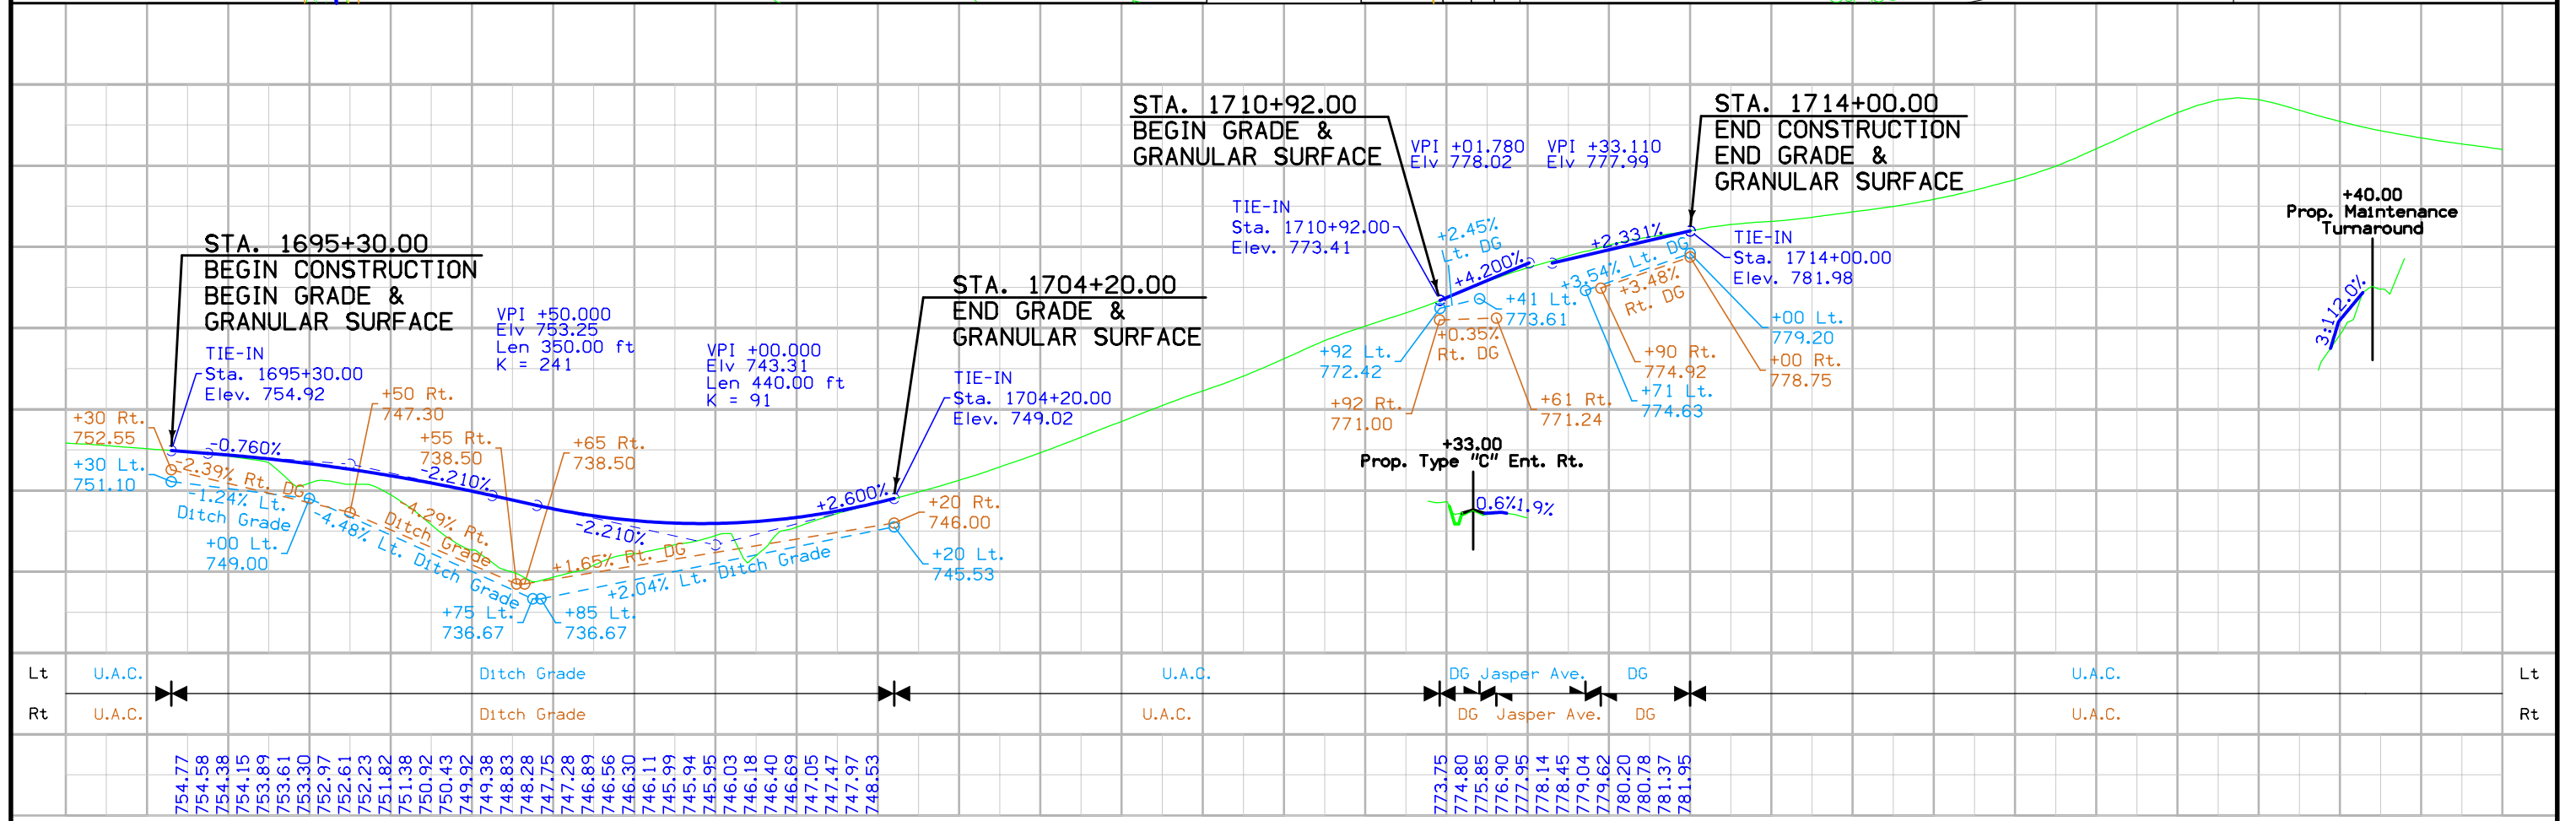 STA. 1695+30.00
BEGIN CONSTRUCTION
BEGIN GRADE &
GRANULAR SURFACE
TIE-IN
Sta. 1695+30.00
Elev. 754.92
+30 Rt.
752.55
+30 Lt.
751.10
-0.760%
-2.39% Rt. DG
-1.24% Lt.
Ditch Grade
+00 Lt.
749.00
+50 Rt.
747.30
VPI +50.000
Elv 753.25
Len 350.00 ft
K = 241
+55 Rt.
738.50
+65 Rt.
738.50
-2.210%
-4.29% Rt.
Ditch Grade
-4.48% Lt. Ditch Grade
+75 Lt.
736.67
+85 Lt.
736.67
VPI +00.000
Elv 743.31
Len 440.00 ft
K = 91
-2.210%
+1.65% Rt. DG
+2.04% Lt. Ditch Grade
+2.600%
STA. 1704+20.00
END GRADE &
GRANULAR SURFACE
TIE-IN
Sta. 1704+20.00
Elev. 749.02
+20 Rt.
746.00
+20 Lt.
745.53
STA. 1710+92.00
BEGIN GRADE &
GRANULAR SURFACE
TIE-IN
Sta. 1710+92.00
Elev. 773.41
+92 Lt.
772.42
+92 Rt.
771.00
VPI +01.780
Elv 778.02
VPI +33.110
Elv 777.99
+2.45%
Lt. DG
+4.200%
+41 Lt.
773.61
+0.35%
Rt. DG
+61 Rt.
771.24
+2.331%
+3.54% Lt. DG
+3.48%
Rt. DG
+90 Rt.
774.92
+71 Lt.
774.63
STA. 1714+00.00
END CONSTRUCTION
END GRADE &
GRANULAR SURFACE
TIE-IN
Sta. 1714+00.00
Elev. 781.98
+00 Lt.
779.20
+00 Rt.
778.75
+33.00
Prop. Type "C" Ent. Rt.
0.6%
1.9%
+40.00
Prop. Maintenance
Turnaround
3:1
12.0%
Lt U.A.C. Ditch Grade U.A.C. DG Jasper Ave. DG U.A.C. Lt
Rt U.A.C. Ditch Grade U.A.C. DG Jasper Ave. DG U.A.C. Rt
754.77
754.58
754.38
754.15
753.89
753.61
753.30
752.97
752.61
752.23
751.82
751.38
750.92
750.43
749.92
749.38
748.83
748.28
747.75
747.28
746.89
746.56
746.30
746.11
745.99
745.94
745.95
746.03
746.18
746.40
746.69
747.05
747.47
747.97
748.53
773.75
774.80
775.85
776.90
777.95
778.14
778.45
779.04
779.62
780.20
780.78
781.37
781.95